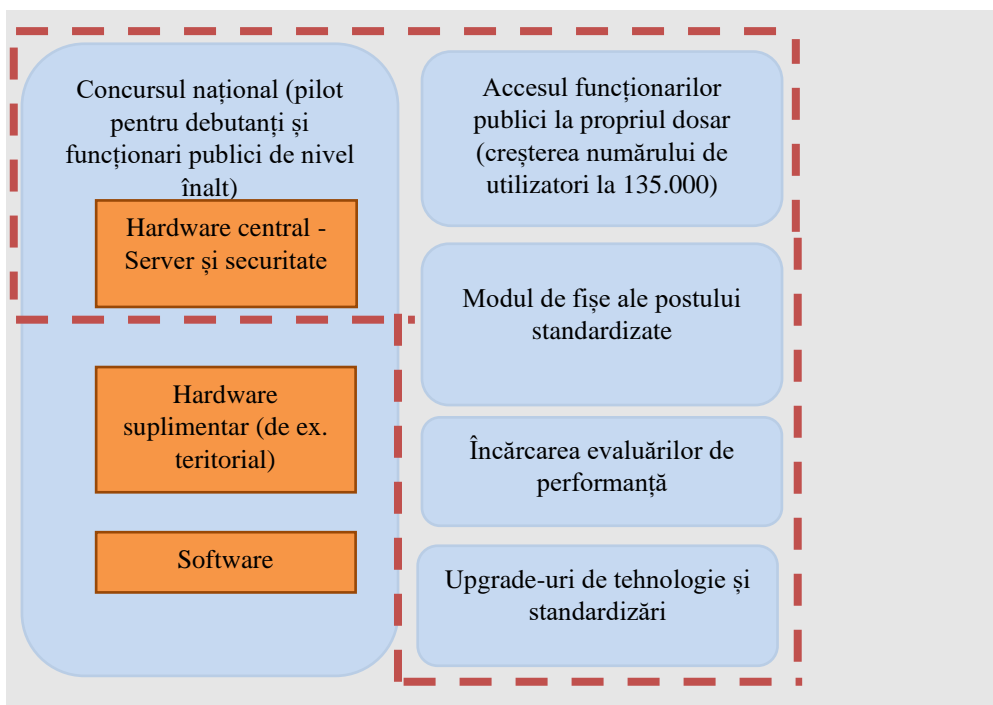 Concursul național (pilot
pentru debutanți și
funcționari publici de nivel
înalt)
Hardware central -
Server și securitate
Hardware
suplimentar (de ex.
teritorial)
Software
Accesul funcționarilor
publici la propriul dosar
(creșterea numărului de
utilizatori la 135.000)
Modul de fișe ale postului
standardizate
Încărcarea evaluărilor de
performanță
Upgrade-uri de tehnologie și
standardizări